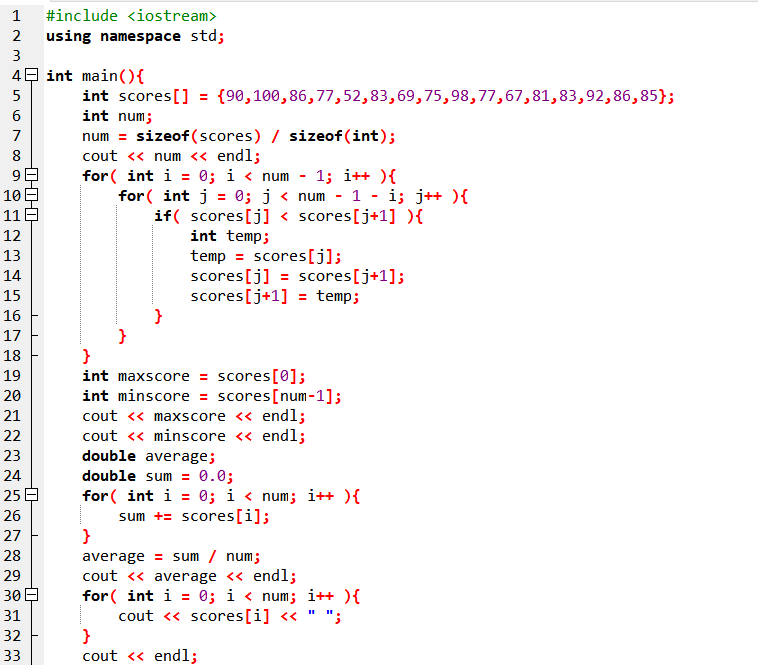 1 #include <iostream>
2 using namespace std;
3
4 int main(){
5 int scores[] = {90,100,86,77,52,83,69,75,98,77,67,81,83,92,86,85};
6 int num;
7 num = sizeof(scores) / sizeof(int);
8 cout << num << endl;
9 for( int i = 0; i < num - 1; i++ ){
10 for( int j = 0; j < num - 1 - i; j++ ){
11 if( scores[j] < scores[j+1] ){
12 int temp;
13 temp = scores[j];
14 scores[j] = scores[j+1];
15 scores[j+1] = temp;
16 }
17 }
18 }
19 int maxscore = scores[0];
20 int minscore = scores[num-1];
21 cout << maxscore << endl;
22 cout << minscore << endl;
23 double average;
24 double sum = 0.0;
25 for( int i = 0; i < num; i++ ){
26 sum += scores[i];
27 }
28 average = sum / num;
29 cout << average << endl;
30 for( int i = 0; i < num; i++ ){
31 cout << scores[i] << " ";
32 }
33 cout << endl;